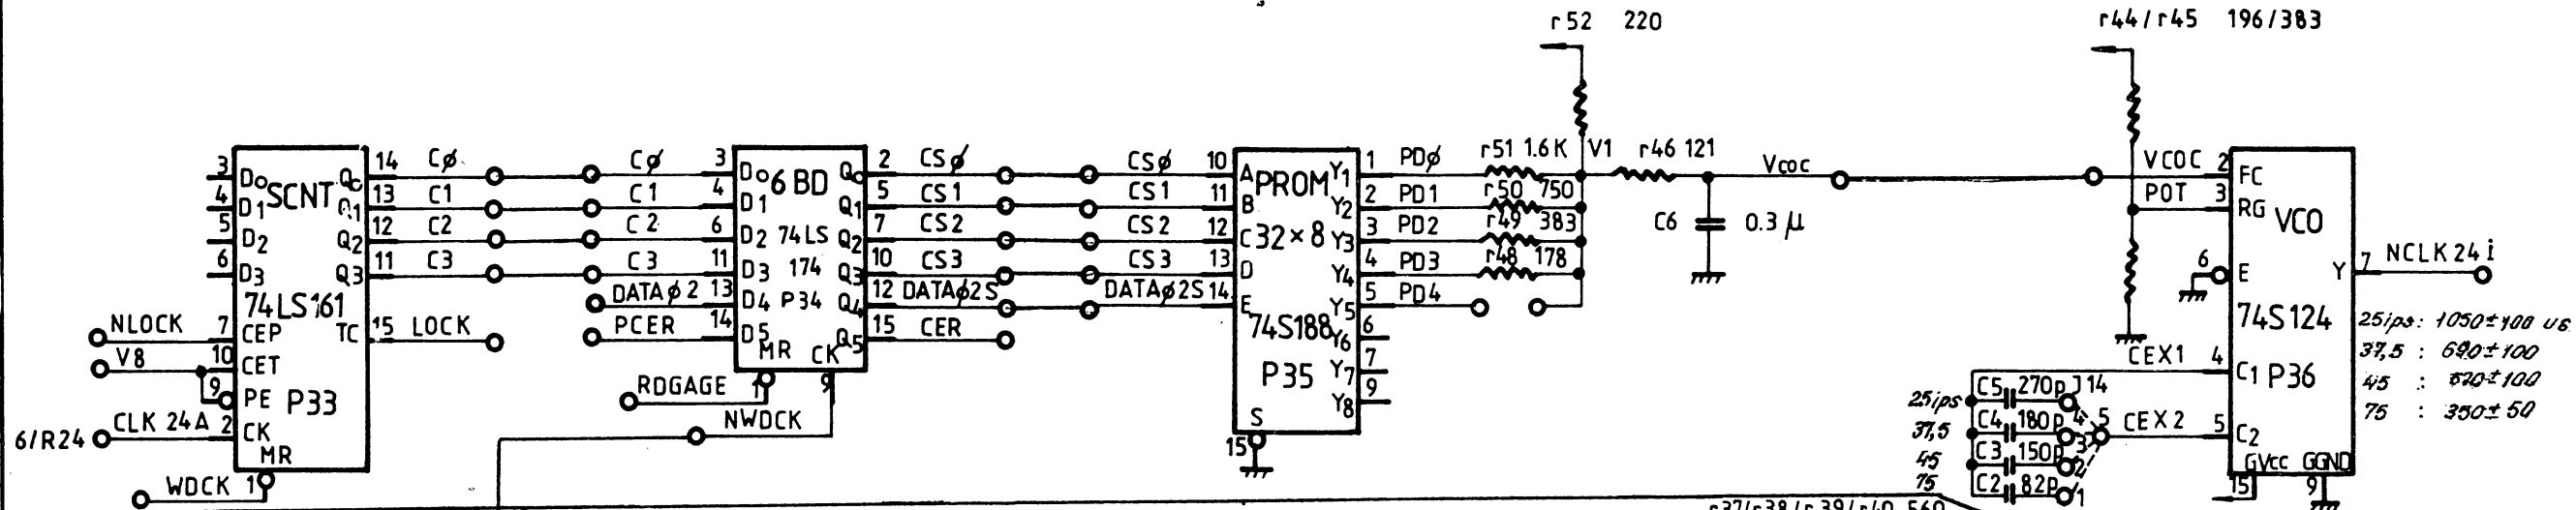 r52 220
r44/r45 196/383
3 D0 SCNT Q0 14 CØ CØ 3 D0 6BD Q0 2 CSØ CSØ 10 A PROM Y1 1 PDØ r51 1.6K V1 r46 121 Vcoc VCOC 2 FC
4 D1 Q1 13 C1 C1 4 D1 Q1 5 CS1 CS1 11 B Y2 2 PD1 r50 750 POT 3 RG VCO
5 D2 Q2 12 C2 C2 6 D2 74LS Q2 7 CS2 CS2 12 C 32×8 Y3 3 PD2 r49 383 C6 0.3 µ
6 D3 Q3 11 C3 C3 11 D3 174 Q3 10 CS3 CS3 13 D Y4 4 PD3 r48 178 6 E Y 7 NCLK24i
74LS161 DATAØ2 13 D4 P34 Q4 12 DATAØ2S DATAØ2S 14 E Y5 5 PD4
NLOCK 7 CEP TC 15 LOCK PCER 14 D5 Q5 15 CER 74S188 Y6 6 74S124 25ips: 1050±100 us
V8 10 CET MR CK Y7 7 CEX1 4 C1 P36 37,5 : 690±100
9 PE P33 RDGAGE 1 9 P35 Y8 9 25ips C5 270p J14 45 : 520±100
CLK 24A 2 CK NWDCK S 37,5 C4 180p 4 5 CEX2 5 C2 75 : 350±50
6/R24 MR 15 45 C3 150p 3
WDCK 1 75 C2 82p 2 1 GVcc GGND
15 9
r37/r38/r39/r40 560